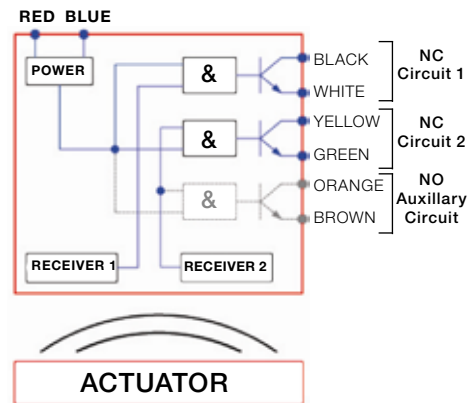 RED BLUE
POWER
&
BLACK
WHITE
NC
Circuit 1
&
YELLOW
GREEN
NC
Circuit 2
&
ORANGE
BROWN
NO
Auxillary
Circuit
RECEIVER 1
RECEIVER 2
ACTUATOR